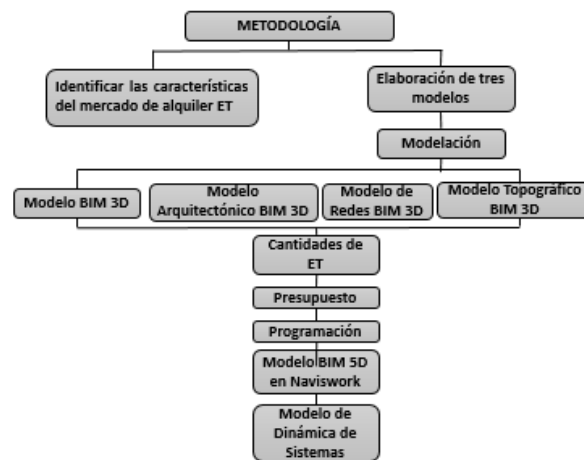 METODOLOGÍA
Identificar las características
del mercado de alquiler ET
Elaboración de tres
modelos
Modelación
Modelo BIM 3D
Modelo
Arquitectónico BIM 3D
Modelo de
Redes BIM 3D
Modelo Topográfico
BIM 3D
Cantidades de
ET
Presupuesto
Programación
Modelo BIM 5D
en Naviswork
Modelo de
Dinámica de
Sistemas